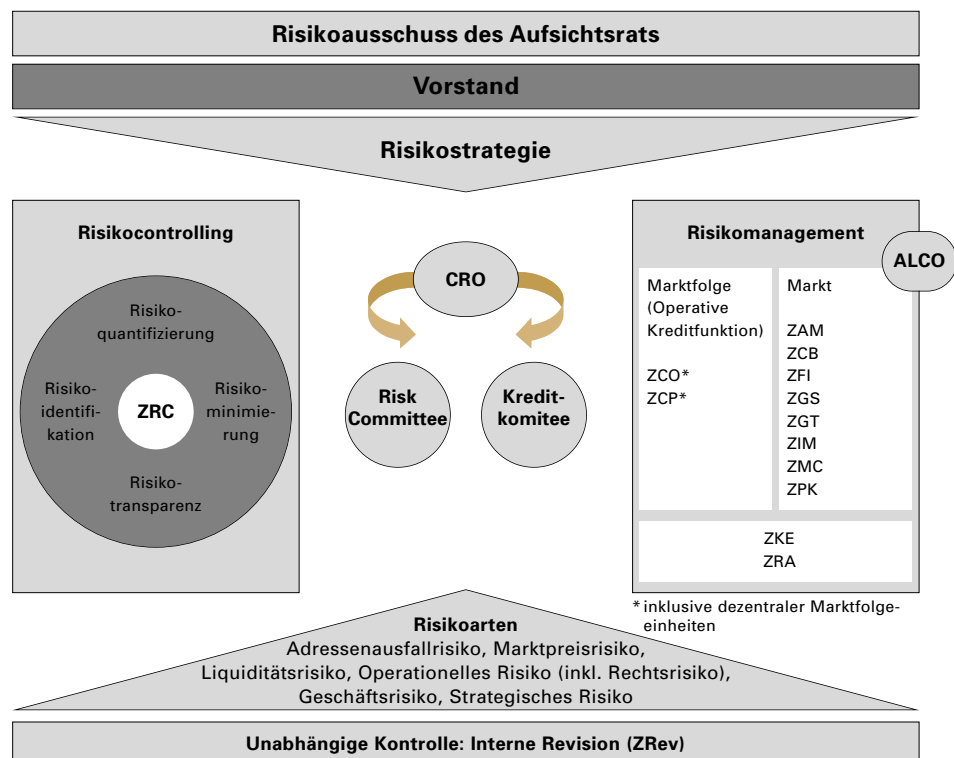 Risikoausschuss des Aufsichtsrats
Vorstand
Risikostrategie
Risikocontrolling
Risiko-
quantifizierung
Risiko-
identifi-
kation
ZRC
Risiko-
minimie-
rung
Risiko-
transparenz
CRO
Risk
Committee
Kredit-
komitee
Risikomanagement
ALCO
Marktfolge
(Operative
Kreditfunktion)
ZCO*
ZCP*
Markt
ZAM
ZCB
ZFI
ZGS
ZGT
ZIM
ZMC
ZPK
ZKE
ZRA
* inklusive dezentraler Marktfolge-
einheiten
Risikoarten
Adressenausfallrisiko, Marktpreisrisiko,
Liquiditätsrisiko, Operationelles Risiko (inkl. Rechtsrisiko),
Geschäftsrisiko, Strategisches Risiko
Unabhängige Kontrolle: Interne Revision (ZRev)